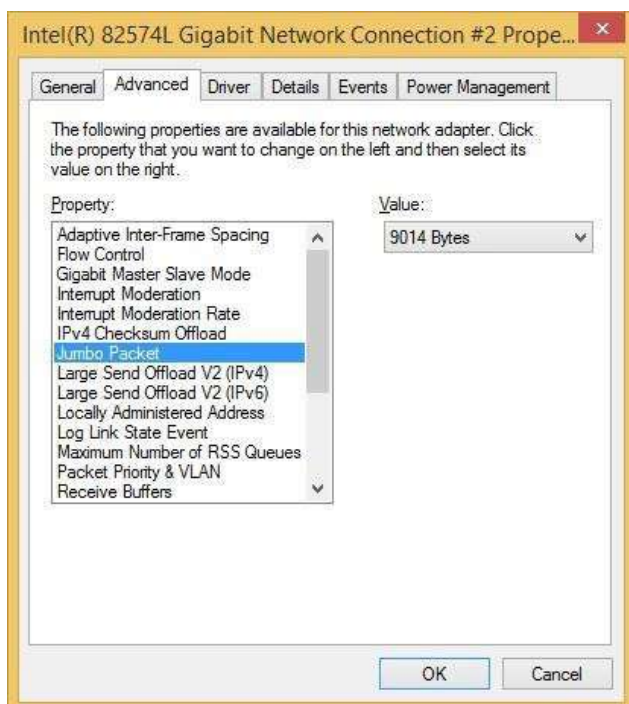 Intel(R) 82574L Gigabit Network Connection #2 Prope...
General Advanced Driver Details Events Power Management
The following properties are available for this network adapter. Click
the property that you want to change on the left and then select its
value on the right.
Property:
Value:
Adaptive Inter-Frame Spacing
Flow Control
Gigabit Master Slave Mode
Interrupt Moderation
Interrupt Moderation Rate
IPv4 Checksum Offload
Jumbo Packet
Large Send Offload V2 (IPv4)
Large Send Offload V2 (IPv6)
Locally Administered Address
Log Link State Event
Maximum Number of RSS Queues
Packet Priority & VLAN
Receive Buffers
9014 Bytes
OK
Cancel